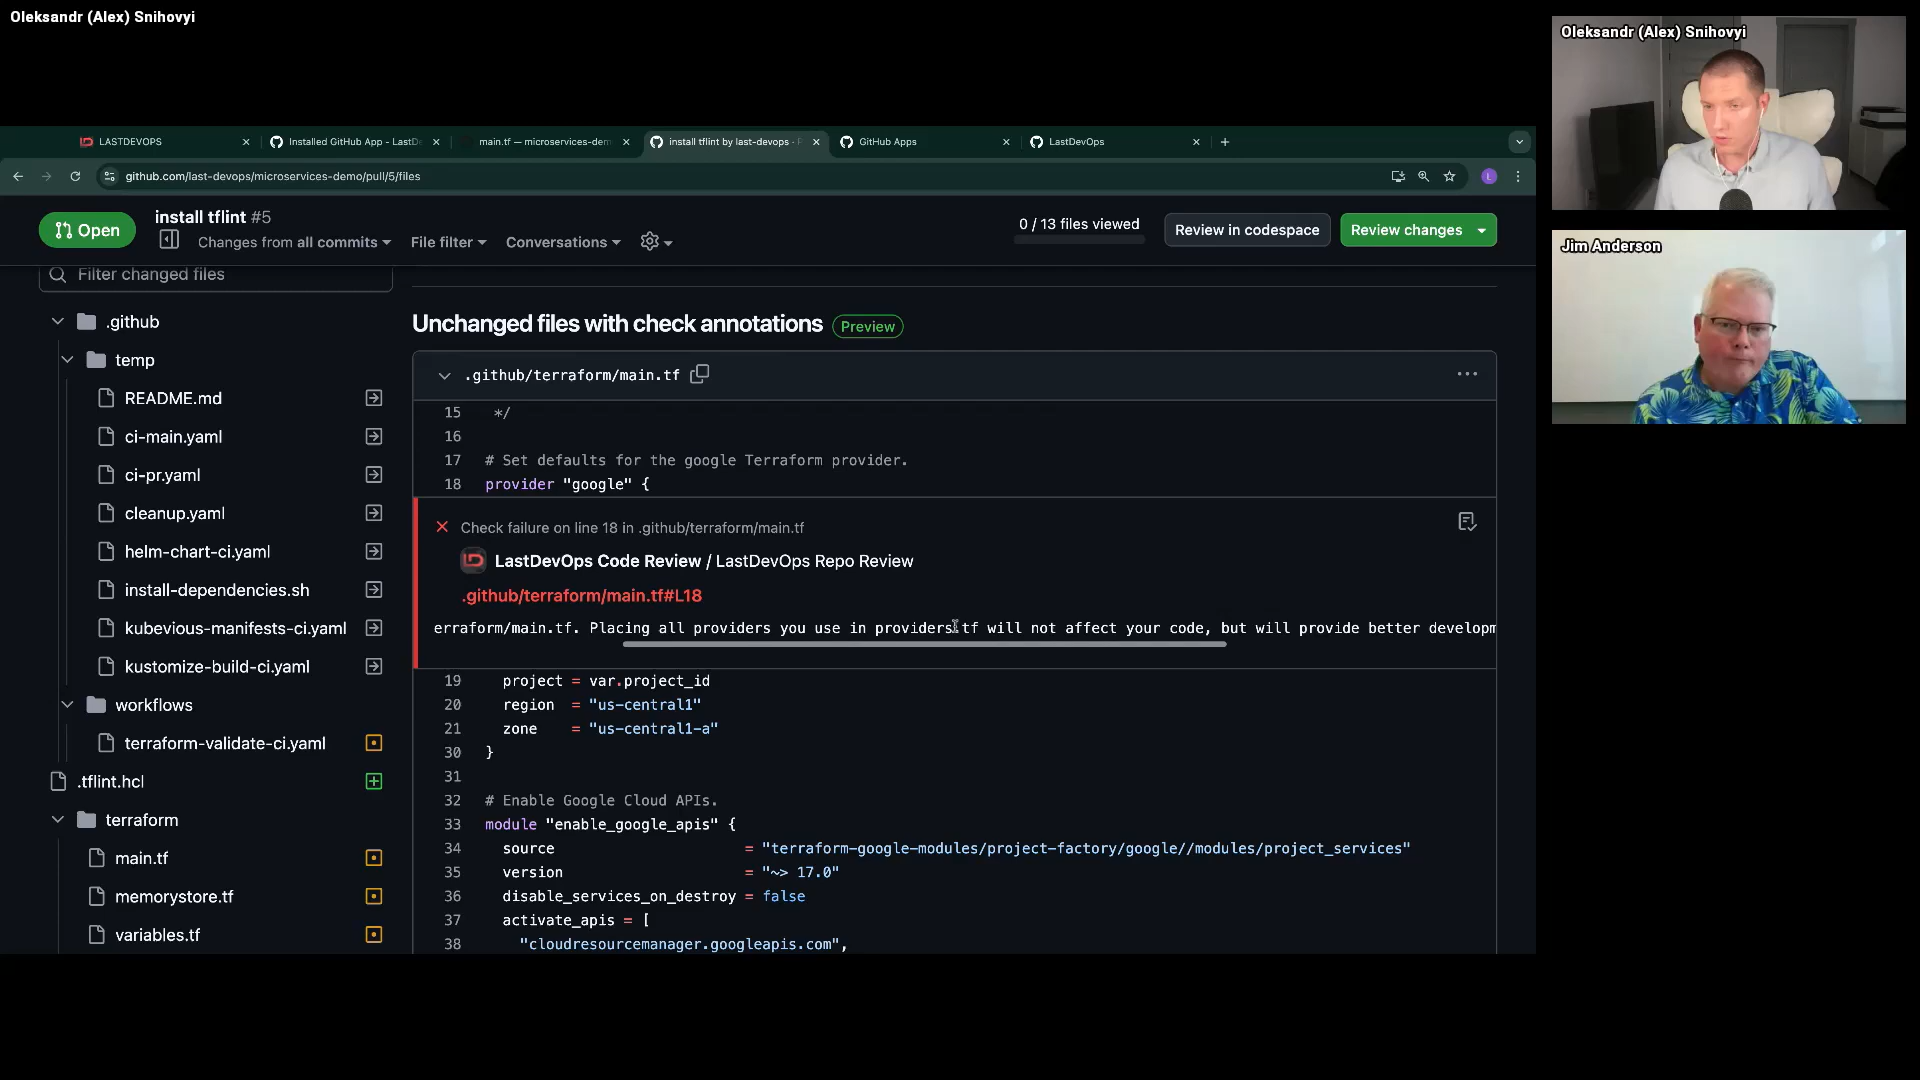 Oleksandr (Alex) Snihovyi
LASTDEVOPS
Installed GitHub App - LastD
main.tf — microservices-dem
install tflint by last-devops ·
GitHub Apps
LastDevOps
github.com/last-devops/microservices-demo/pull/5/files
L
Open
install tflint #5
Changes from all commits
File filter
Conversations
0 / 13 files viewed
Review in codespace
Review changes
Filter changed files
.github
temp
README.md
ci-main.yaml
ci-pr.yaml
cleanup.yaml
helm-chart-ci.yaml
install-dependencies.sh
kubevious-manifests-ci.yaml
kustomize-build-ci.yaml
workflows
terraform-validate-ci.yaml
.tflint.hcl
terraform
main.tf
memorystore.tf
variables.tf
Unchanged files with check annotations Preview
.github/terraform/main.tf
15 */
16
17 # Set defaults for the google Terraform provider.
18 provider "google" {
Check failure on line 18 in .github/terraform/main.tf
LastDevOps Code Review / LastDevOps Repo Review
.github/terraform/main.tf#L18
erraform/main.tf. Placing all providers you use in providers.tf will not affect your code, but will provide better developm
19 project = var.project_id
20 region = "us-central1"
21 zone = "us-central1-a"
30 }
31
32 # Enable Google Cloud APIs.
33 module "enable_google_apis" {
34 source = "terraform-google-modules/project-factory/google//modules/project_services"
35 version = "~> 17.0"
36 disable_services_on_destroy = false
37 activate_apis = [
38 "cloudresourcemanager.googleapis.com",
Oleksandr (Alex) Snihovyi
Jim Anderson